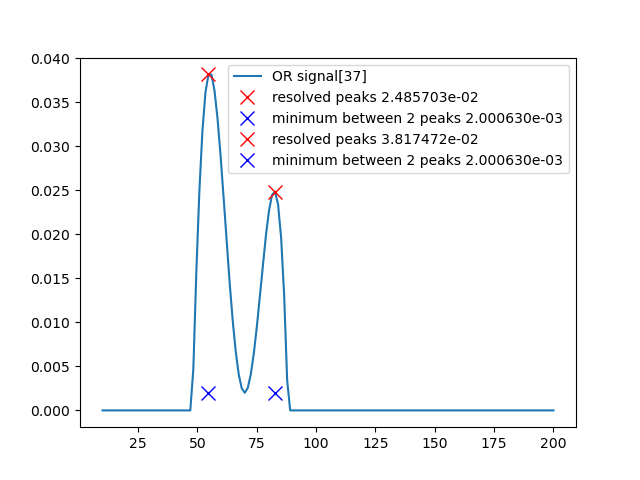 OR signal[37]
resolved peaks 2.485703e-02
minimum between 2 peaks 2.000630e-03
resolved peaks 3.817472e-02
minimum between 2 peaks 2.000630e-03
0.040
0.035
0.030
0.025
0.020
0.015
0.010
0.005
0.000
25 50 75 100 125 150 175 200